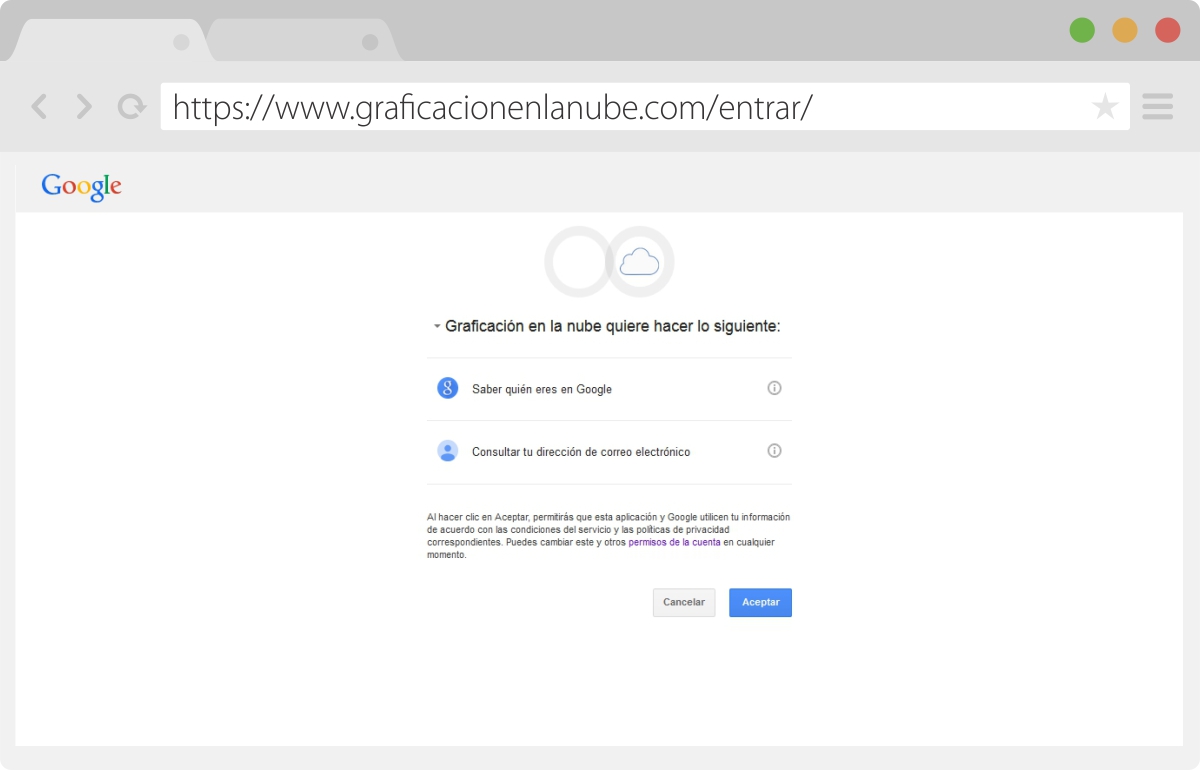 https://www.graficacionenlanube.com/entrar/
Google
Graficación en la nube quiere hacer lo siguiente:
Saber quién eres en Google
Consultar tu dirección de correo electrónico
Al hacer clic en Aceptar, permitirás que esta aplicación y Google utilicen tu información
de acuerdo con las condiciones del servicio y las políticas de privacidad
correspondientes. Puedes cambiar este y otros permisos de la cuenta en cualquier
momento.
Cancelar Aceptar